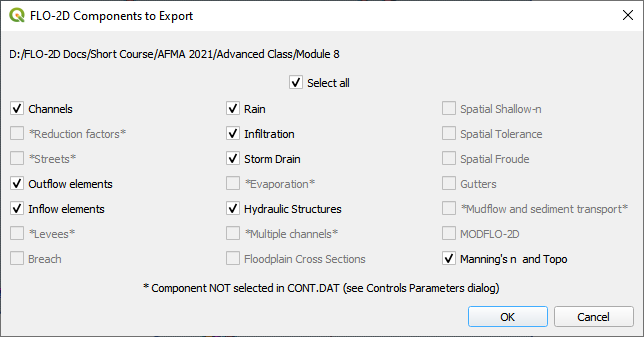 FLO-2D Components to Export
D:/FLO-2D Docs/Short Course/AFMA 2021/Advanced Class/Module 8
Select all
Channels Rain Spatial Shallow-n
*Reduction factors* Infiltration Spatial Tolerance
*Streets* Storm Drain Spatial Froude
Outflow elements *Evaporation* Gutters
Inflow elements Hydraulic Structures *Mudflow and sediment transport*
*Levees* *Multiple channels* MODFLO-2D
Breach Floodplain Cross Sections Manning's n and Topo
* Component NOT selected in CONT.DAT (see Controls Parameters dialog)
OK Cancel